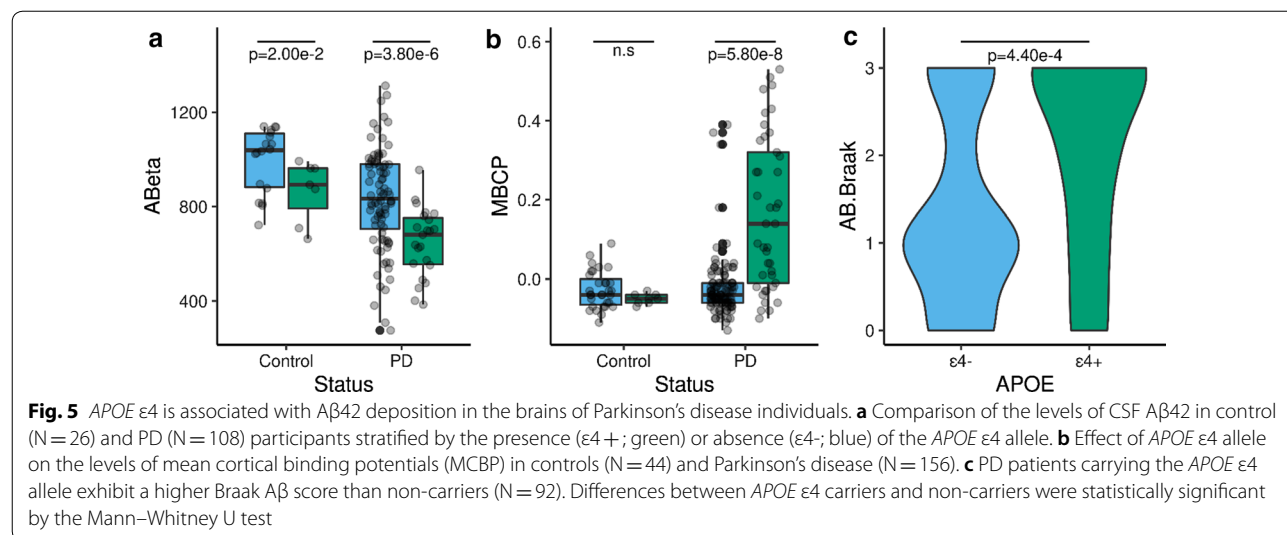 a
p=2.00e-2
p=3.80e-6
ABeta
1200
800
400
Control
PD
Status
b
n.s
p=5.80e-8
MBCP
0.6
0.4
0.2
0.0
Control
PD
Status
c
p=4.40e-4
AB.Braak
3
2
1
0
ε4-
ε4+
APOE
Fig. 5 APOE ε4 is associated with Aβ42 deposition in the brains of Parkinson's disease individuals. a Comparison of the levels of CSF Aβ42 in control
(N = 26) and PD (N = 108) participants stratified by the presence (ε4 +; green) or absence (ε4-; blue) of the APOE ε4 allele. b Effect of APOE ε4 allele
on the levels of mean cortical binding potentials (MCBP) in controls (N = 44) and Parkinson's disease (N = 156). c PD patients carrying the APOE ε4
allele exhibit a higher Braak Aβ score than non-carriers (N = 92). Differences between APOE ε4 carriers and non-carriers were statistically significant
by the Mann–Whitney U test